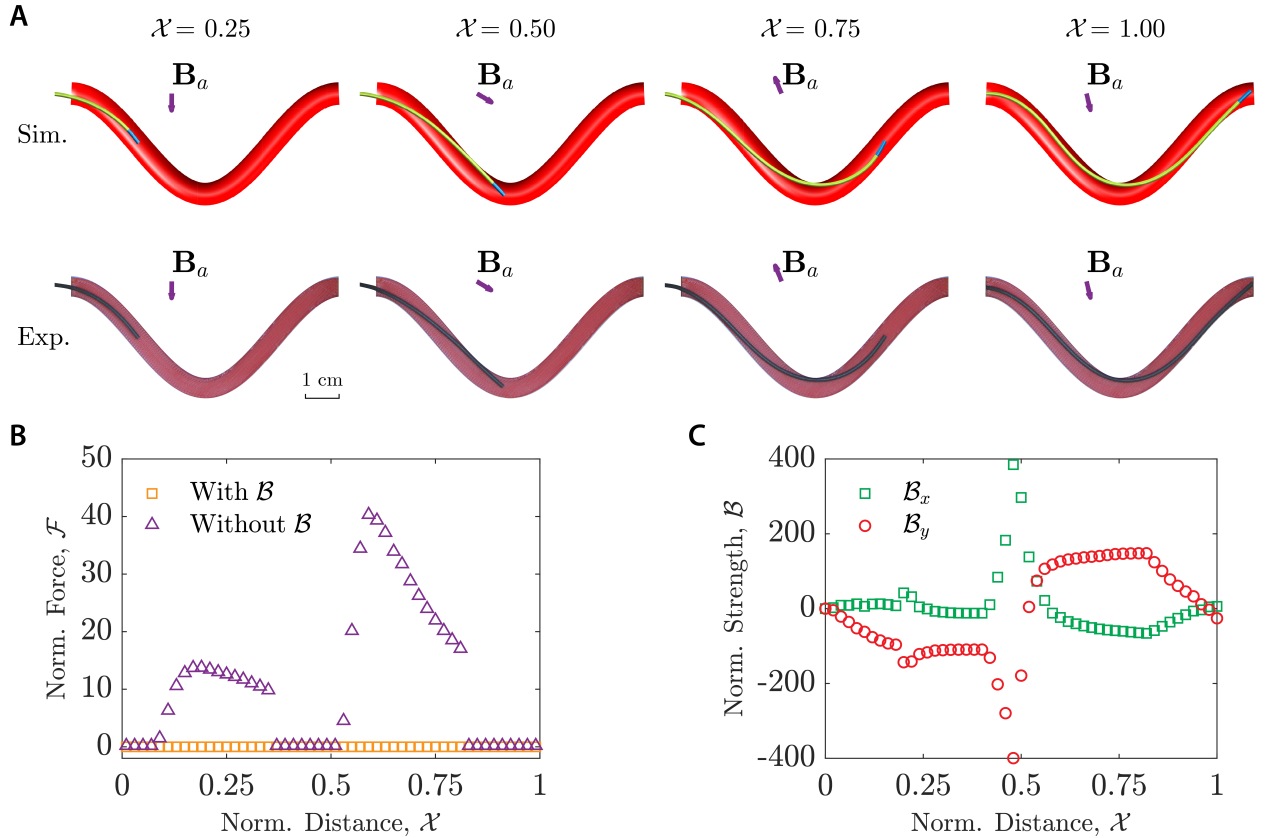 A
𝒳 = 0.25
𝒳 = 0.50
𝒳 = 0.75
𝒳 = 1.00
Sim.
B_a
B_a
B_a
B_a
Exp.
B_a
B_a
B_a
B_a
1 cm
B
Norm. Force, ℱ
50
40
30
20
10
0
With ℬ
Without ℬ
0
0.25
0.5
0.75
1
Norm. Distance, 𝒳
C
Norm. Strength, ℬ
400
200
0
-200
-400
ℬ_x
ℬ_y
0
0.25
0.5
0.75
1
Norm. Distance, 𝒳